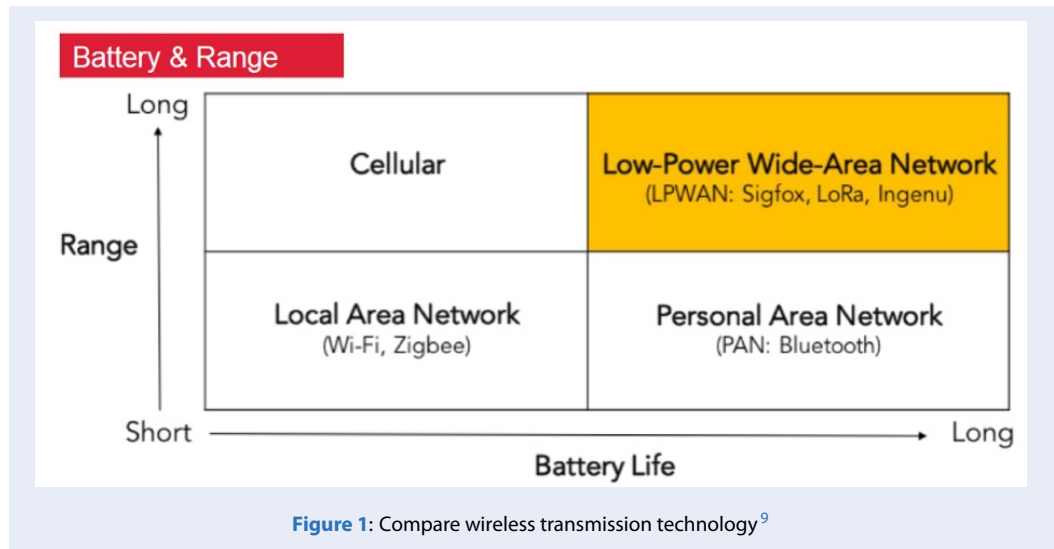 Battery & Range
Long
Cellular
Low-Power Wide-Area Network
(LPWAN: Sigfox, LoRa, Ingenu)
Range
Local Area Network
(Wi-Fi, Zigbee)
Personal Area Network
(PAN: Bluetooth)
Short
Long
Battery Life
Figure 1: Compare wireless transmission technology 9